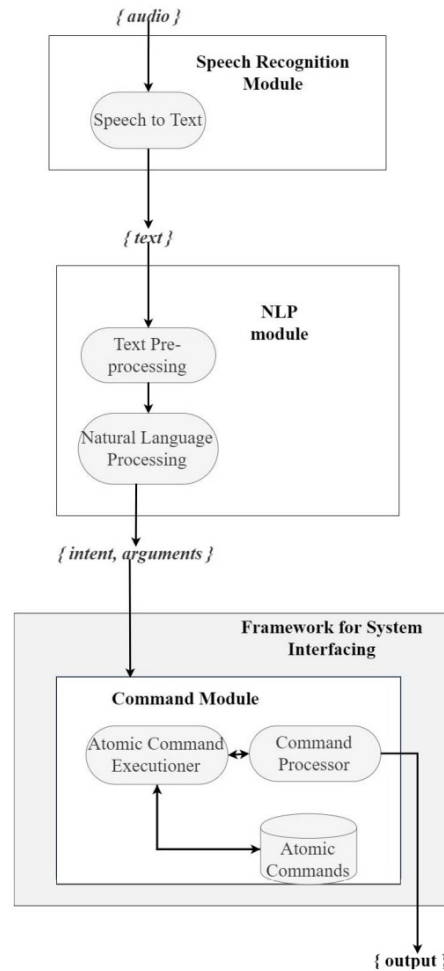 { audio}
Speech Recognition
Module
Speech to Text
{ text}
NLP
module
Text Pre-
processing
Natural Language
Processing
{ intent, arguments }
Framework for System
Interfacing
Command Module
Atomic Command
Executioner
Command
Processor
Atomic
Commands
{ output }